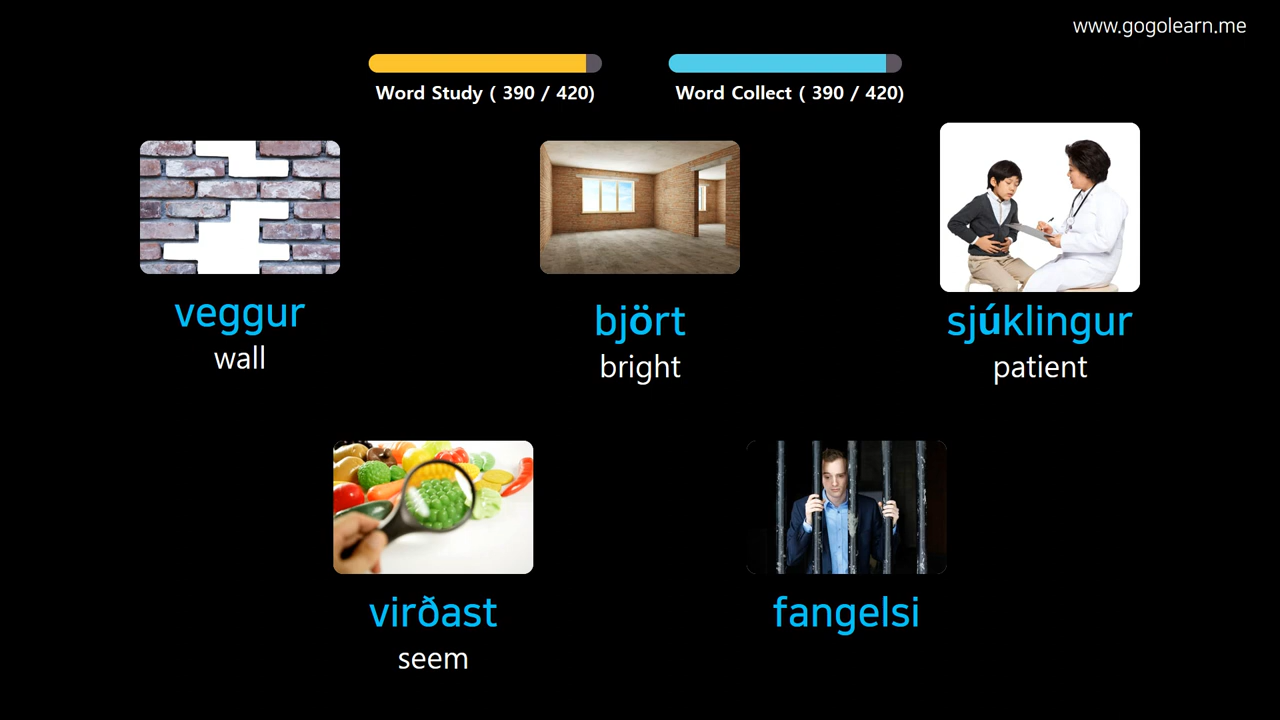 www.gogolearn.me
Word Study ( 390 / 420)
Word Collect ( 390 / 420)
veggur
wall
björt
bright
sjúklingur
patient
virðast
seem
fangelsi